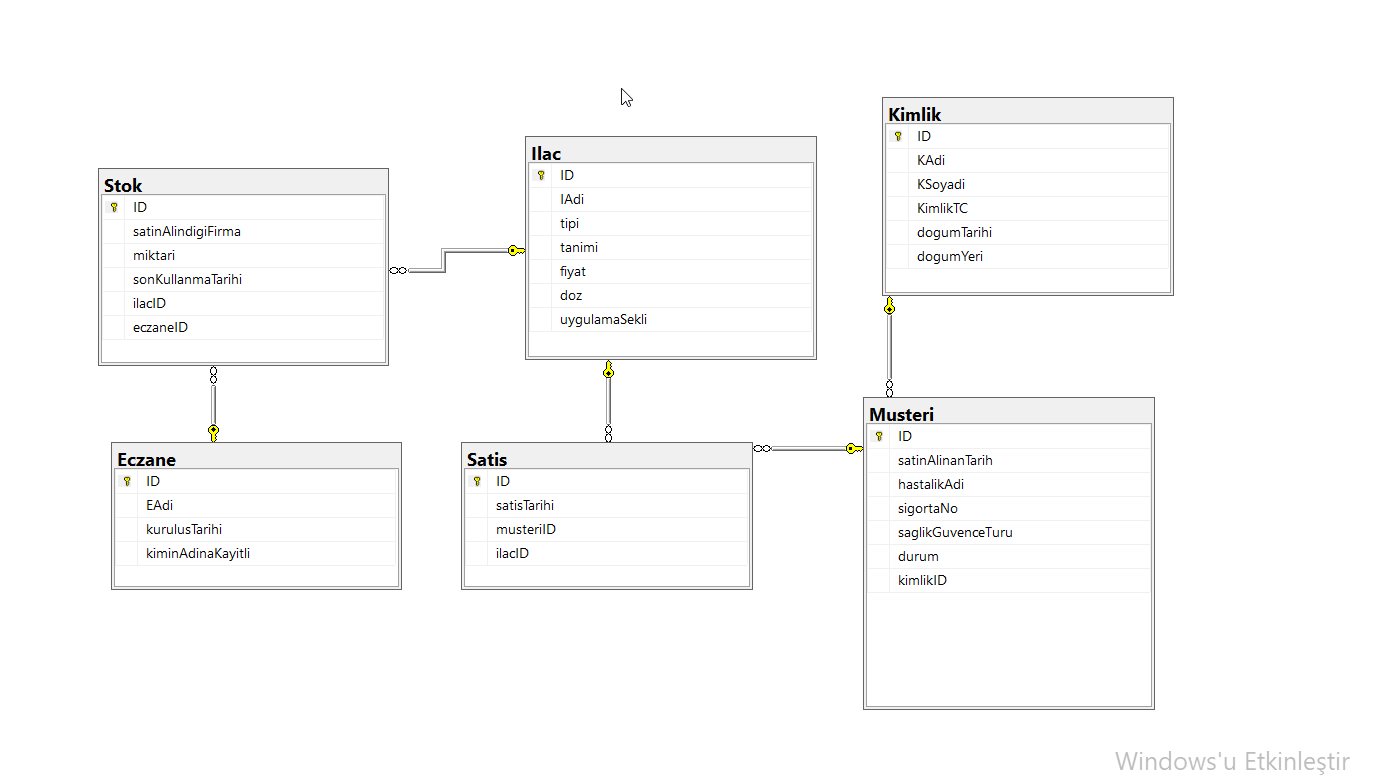 Stok
ID
satinAlindigiFirma
miktari
sonKullanmaTarihi
ilacID
eczaneID
Ilac
ID
IAdi
tipi
tanimi
fiyat
doz
uygulamaSekli
Kimlik
ID
KAdi
KSoyadi
KimlikTC
dogumTarihi
dogumYeri
Eczane
ID
EAdi
kurulusTarihi
kiminAdinaKayitli
Satis
ID
satisTarihi
musteriID
ilacID
Musteri
ID
satinAlinanTarih
hastalikAdi
sigortaNo
saglikGuvenceTuru
durum
kimlikID
Windows'u Etkinleştir